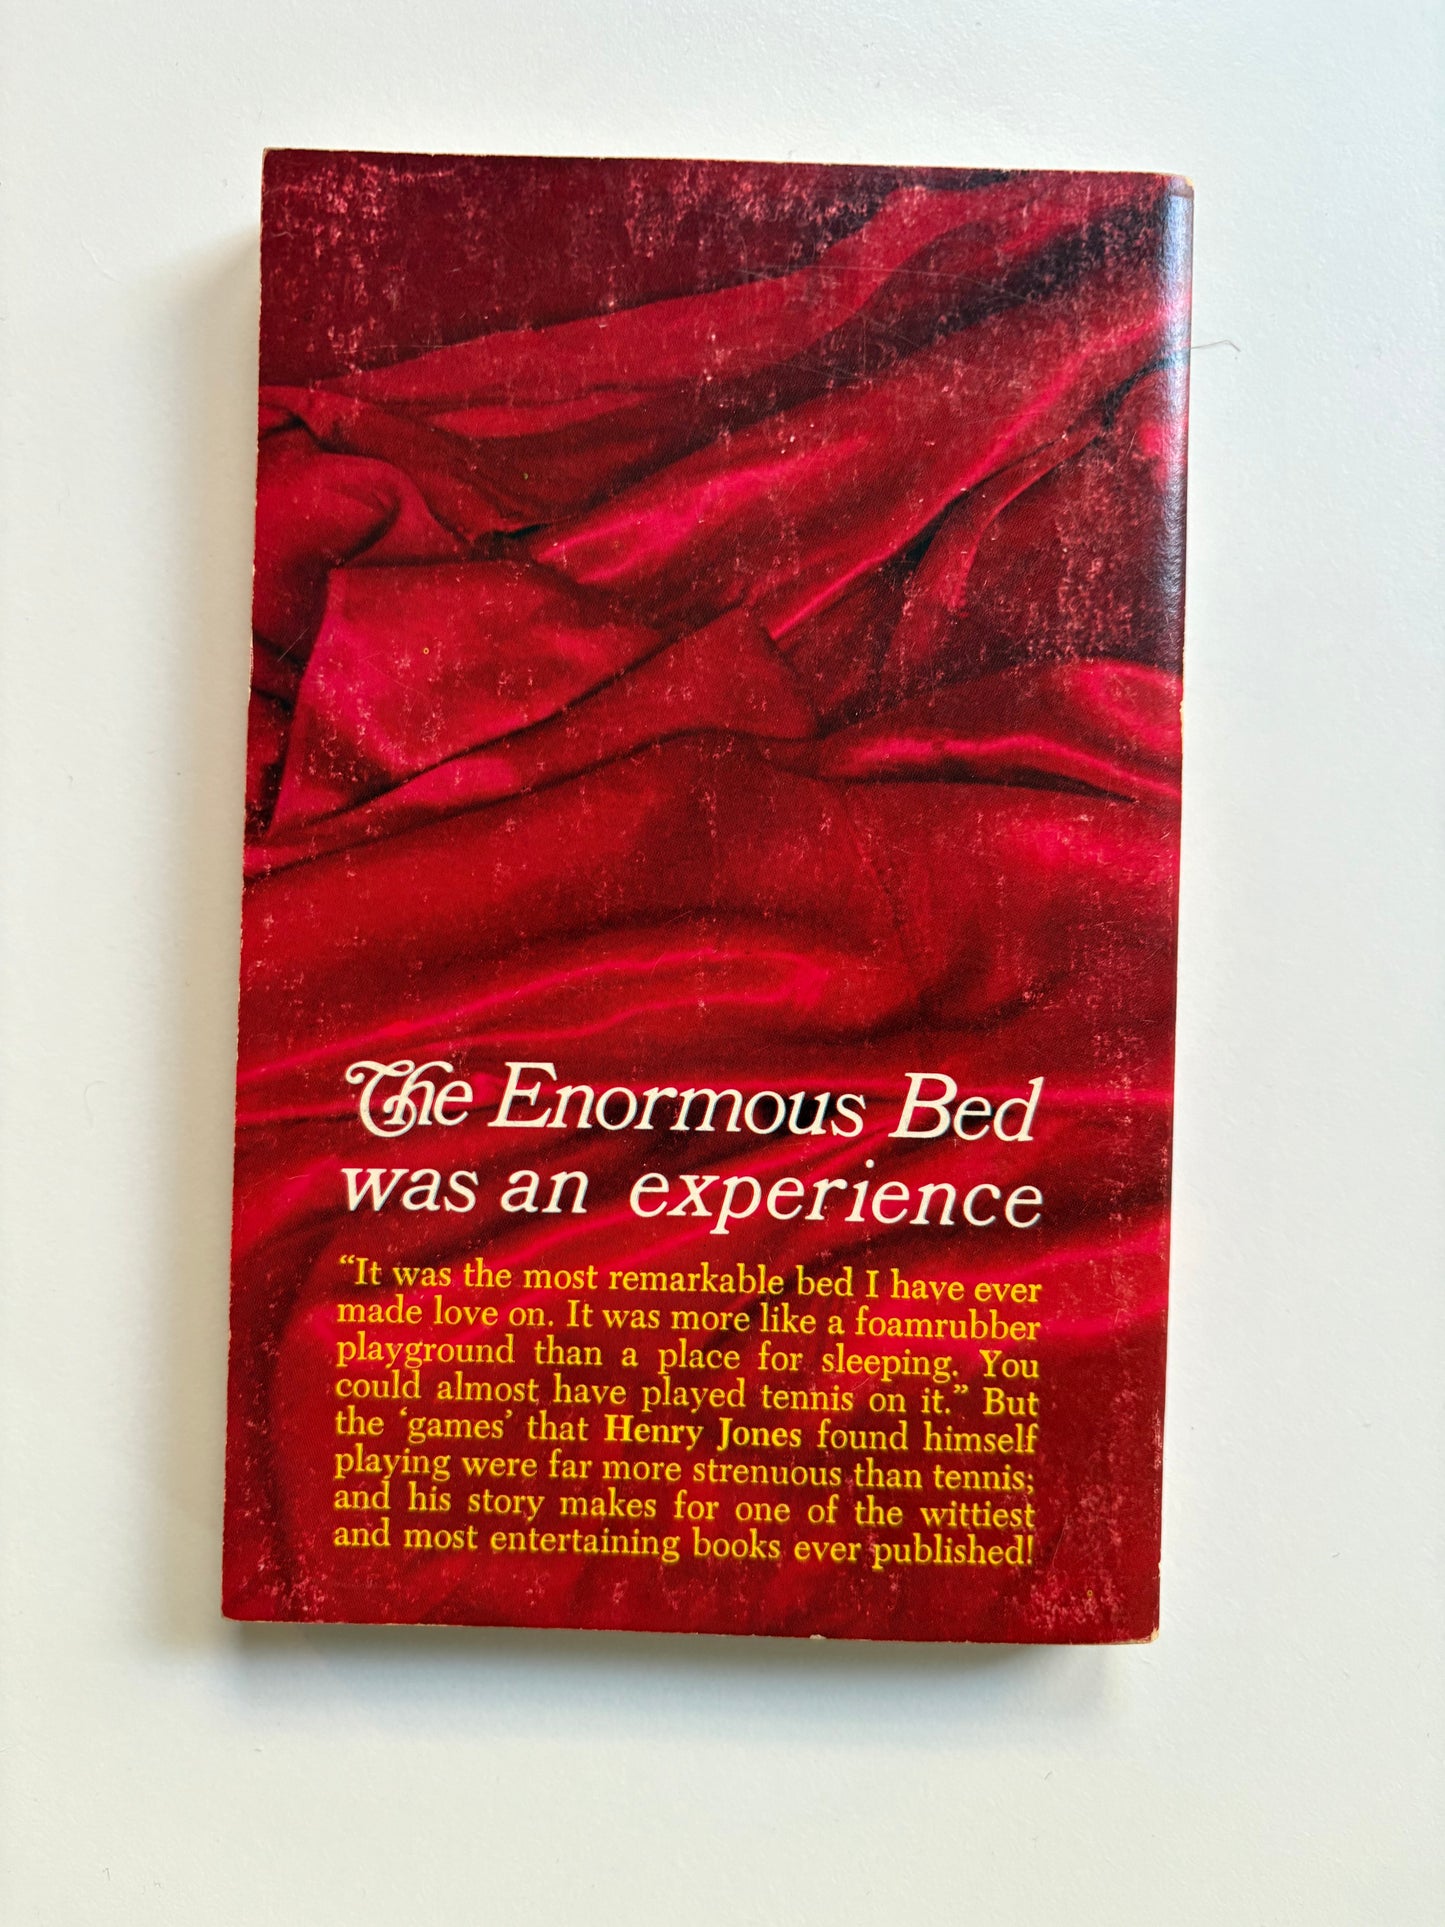 The Enormous Bed
was an experience
“It was the most remarkable bed I have ever
made love on. It was more like a foamrubber
playground than a place for sleeping. You
could almost have played tennis on it.” But
the ‘games’ that Henry Jones found himself
playing were far more strenuous than tennis;
and his story makes for one of the wittiest
and most entertaining books ever published!